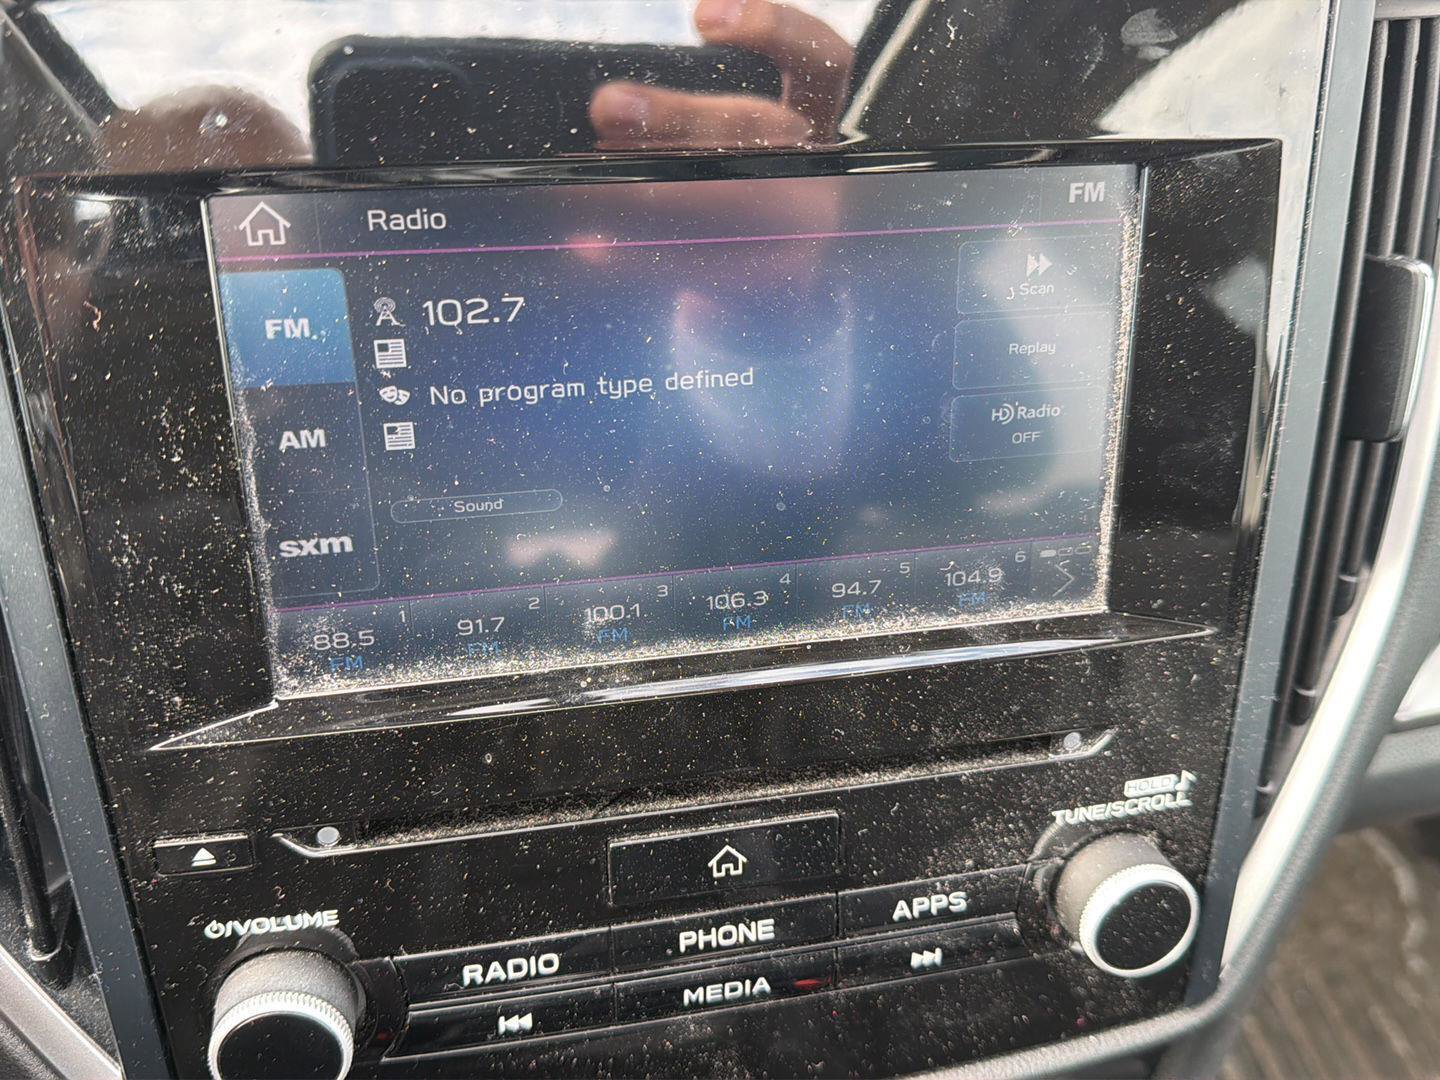 Radio
FM
FM
102.7
Scan
No program type defined
Replay
AM
HD Radio
OFF
Sound
sxm
1
88.5
FM
2
91.7
FM
3
100.1
FM
4
106.3
FM
5
94.7
FM
6
104.9
FM
HOLD
TUNE/SCROLL
VOLUME
RADIO
PHONE
APPS
MEDIA